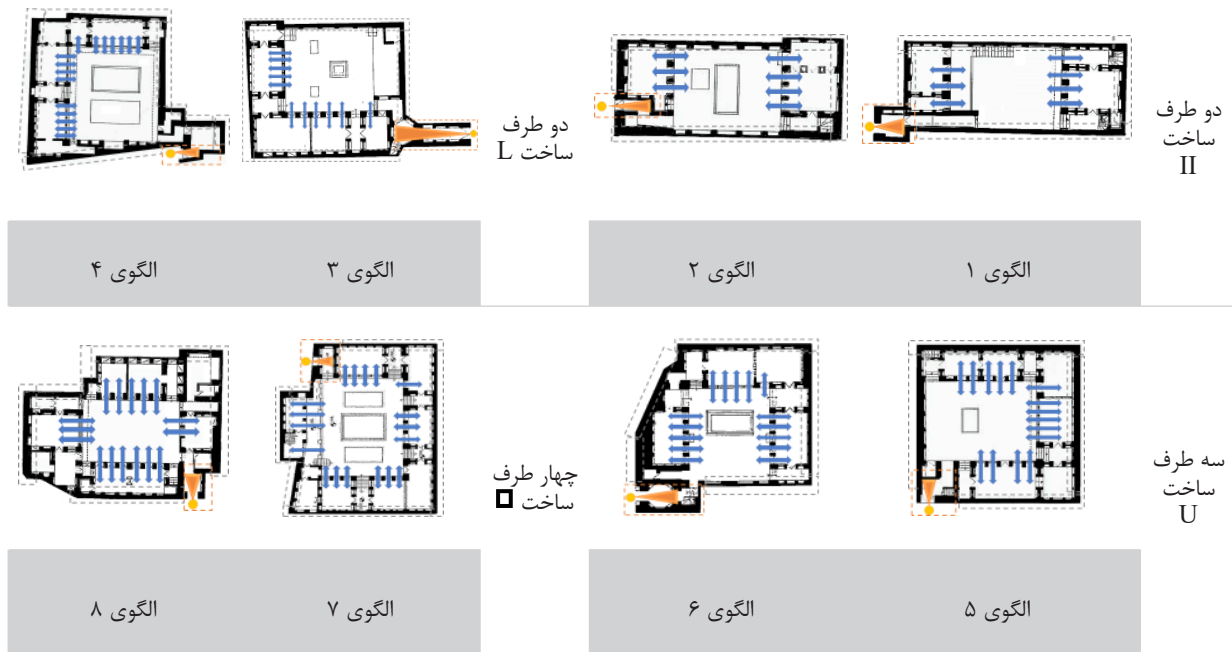 دو طرف
ساخت
II
دو طرف
ساخت L
الگوی ۱
الگوی ۲
الگوی ۳
الگوی ۴
سه طرف
ساخت
U
چهار طرف
ساخت
الگوی ۵
الگوی ۶
الگوی ۷
الگوی ۸